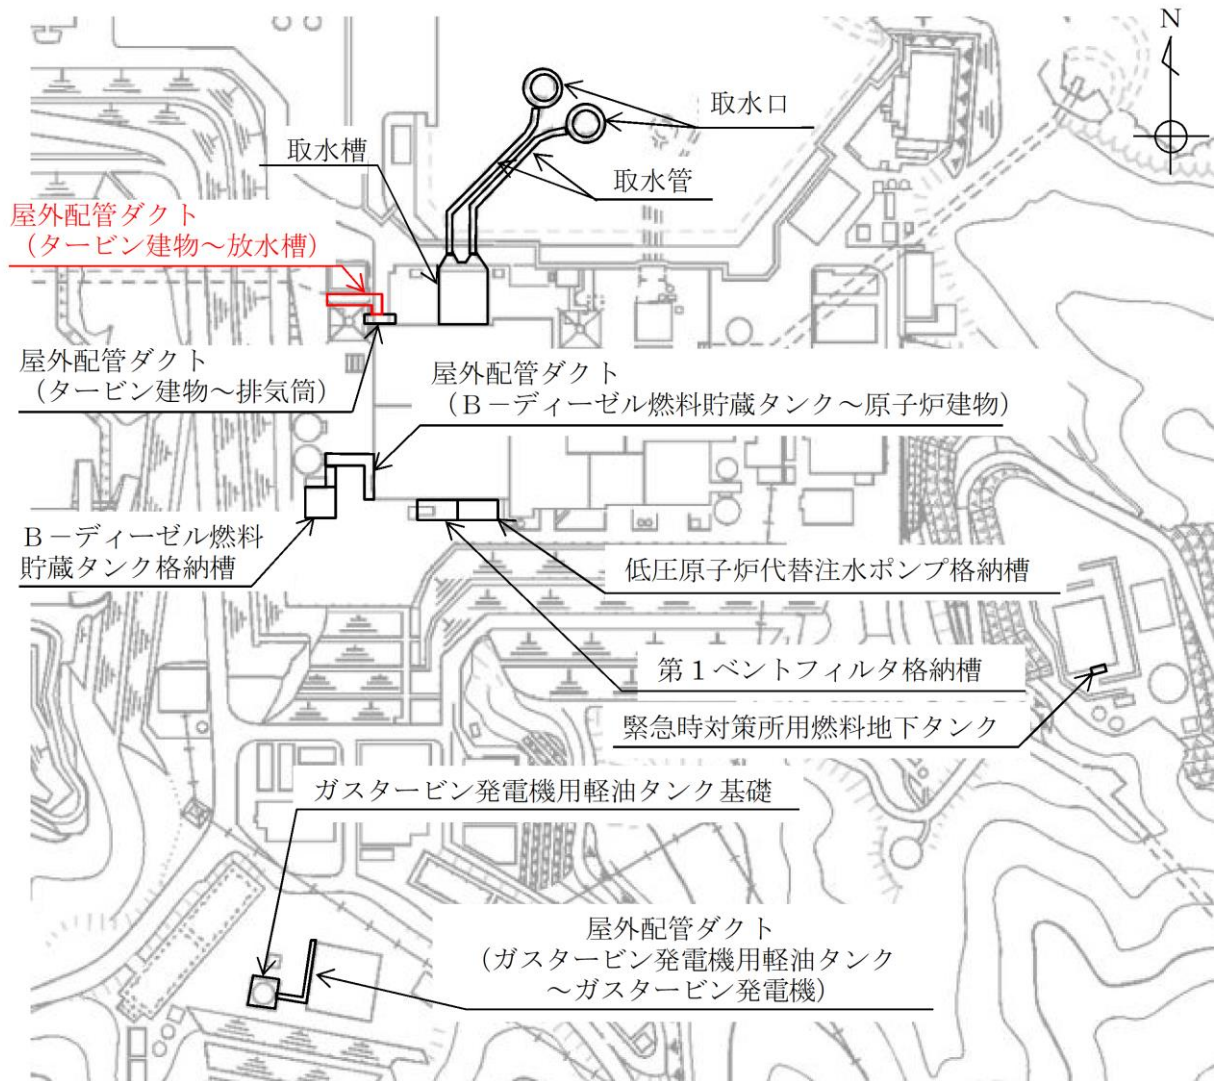 N
取水口
取水槽
取水管
屋外配管ダクト
（タービン建物～放水槽）
屋外配管ダクト
（タービン建物～排気筒）
屋外配管ダクト
（Ｂ－ディーゼル燃料貯蔵タンク～原子炉建物）
Ｂ－ディーゼル燃料
貯蔵タンク格納槽
低圧原子炉代替注水ポンプ格納槽
第１ベントフィルタ格納槽
緊急時対策所用燃料地下タンク
ガスタービン発電機用軽油タンク基礎
屋外配管ダクト
（ガスタービン発電機用軽油タンク
～ガスタービン発電機）